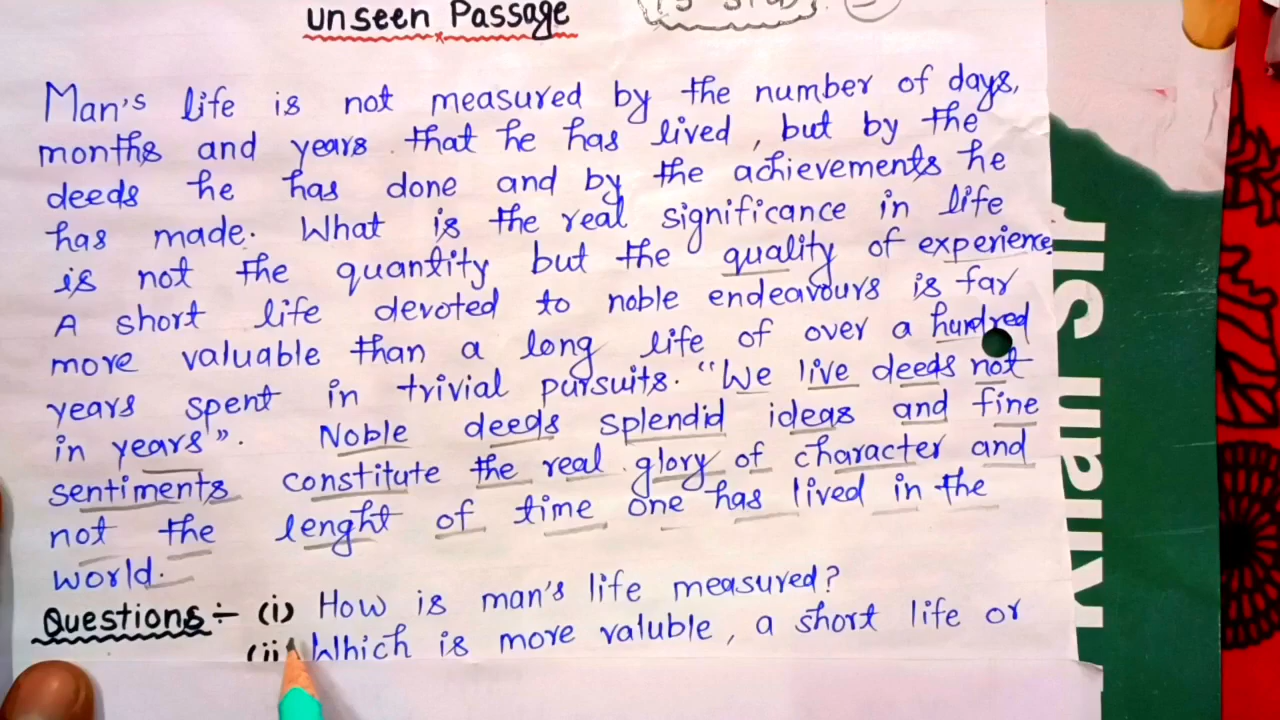 unseen Passage
Man's life is not measured by the number of days,
months and years that he has lived, but by the
deeds he has done and by the achievements he
has made. What is the real significance in life
is not the quantity but the quality of experience
A short life devoted to noble endeavours is far
more valuable than a long life of over a hundred
years spent in trivial pursuits. "We live deeds not
in years". Noble deeds splendid ideas and fine
sentiments constitute the real glory of character and
not the lenght of time one has lived in the
world.
Questions :- (i) How is man's life measured?
(ii) Which is more valuble, a short life or
Khan Sir